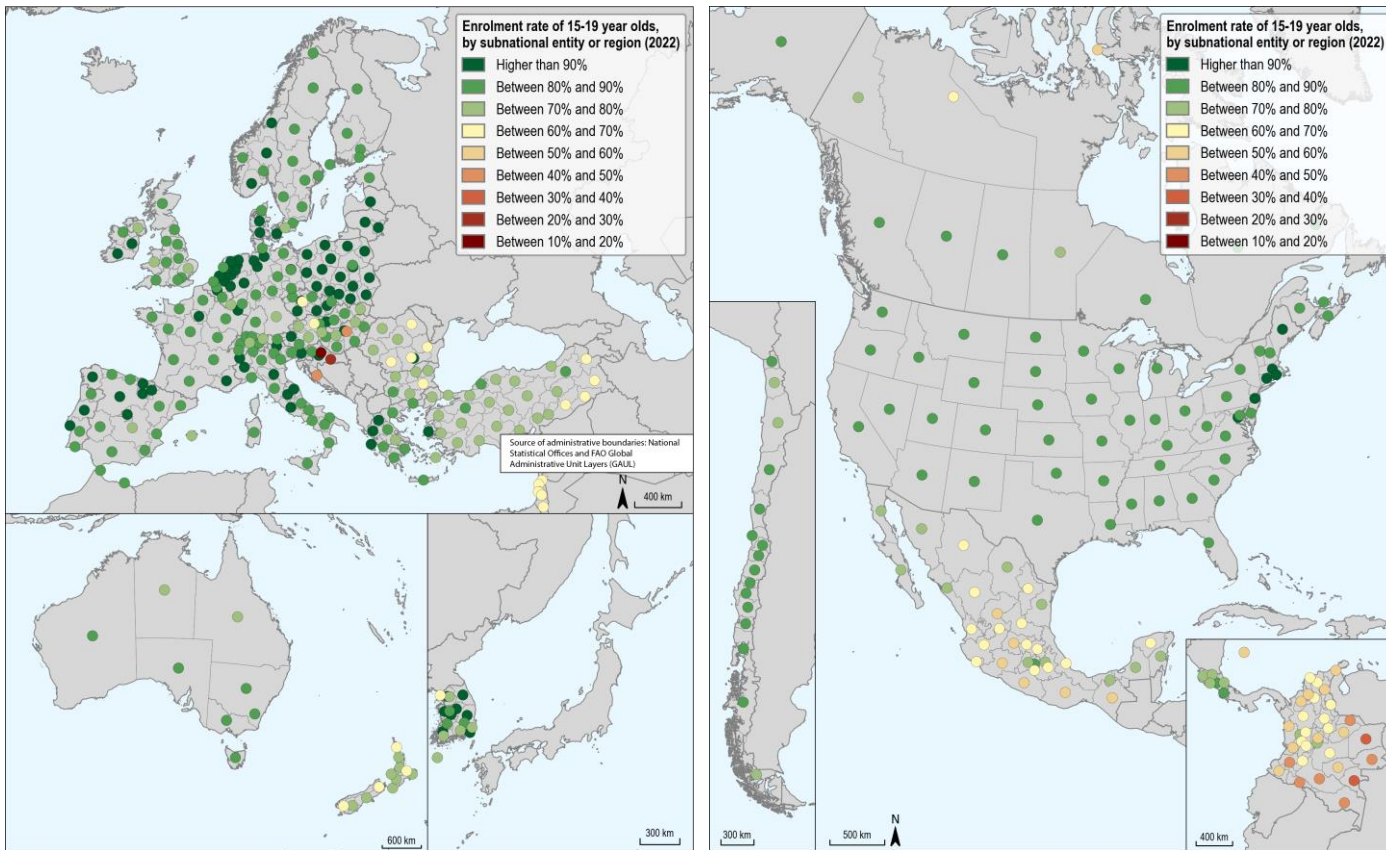 Enrolment rate of 15-19 year olds,
by subnational entity or region (2022)
Higher than 90%
Between 80% and 90%
Between 70% and 80%
Between 60% and 70%
Between 50% and 60%
Between 40% and 50%
Between 30% and 40%
Between 20% and 30%
Between 10% and 20%
Source of administrative boundaries: National
Statistical Offices and FAO Global
Administrative Unit Layers (GAUL)
N
400 km
600 km
300 km
Enrolment rate of 15-19 year olds,
by subnational entity or region (2022)
Higher than 90%
Between 80% and 90%
Between 70% and 80%
Between 60% and 70%
Between 50% and 60%
Between 40% and 50%
Between 30% and 40%
Between 20% and 30%
Between 10% and 20%
300 km
500 km
N
400 km